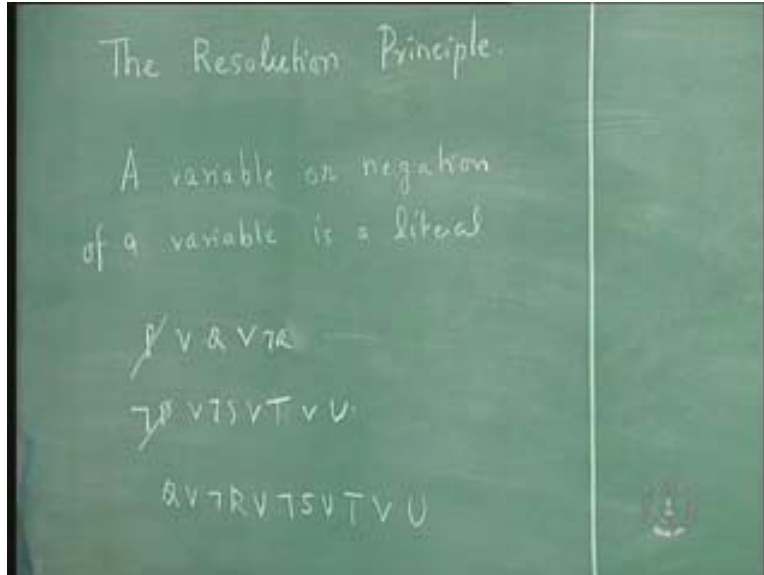 The Resolution Principle.
A variable or negation
of a variable is a literal
P ∨ Q ∨ ¬R
¬P ∨ ¬S ∨ T ∨ U
Q ∨ ¬R ∨ ¬S ∨ T ∨ U